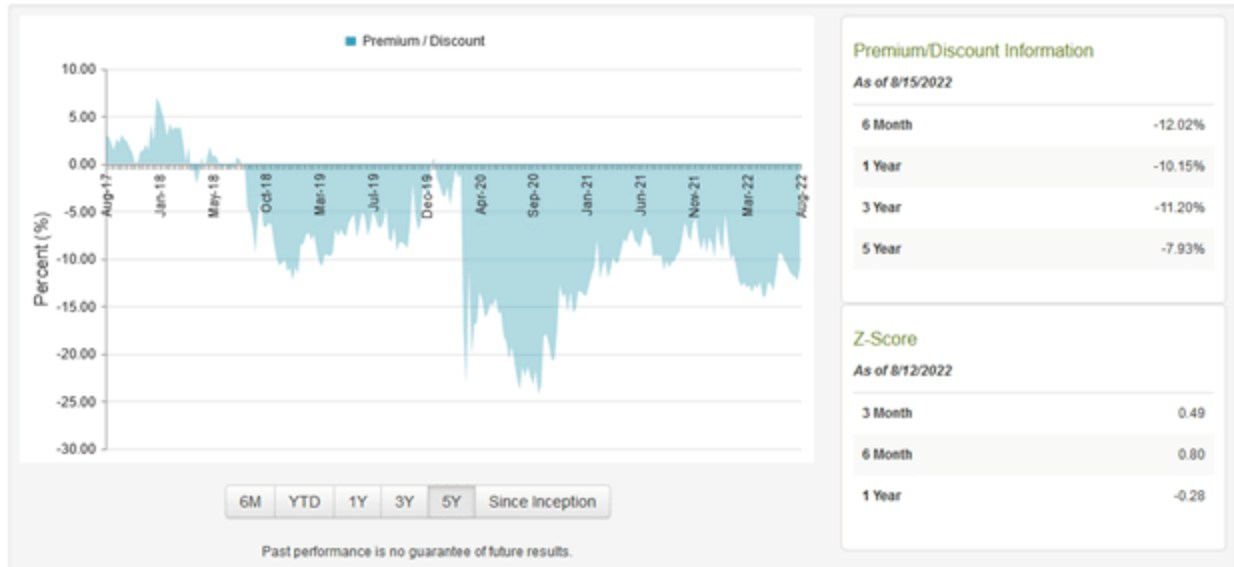 Premium / Discount
10.00
5.00
0.00
-5.00
-10.00
-15.00
-20.00
-25.00
-30.00
Percent (%)
Aug-17
Jan-18
May-18
Oct-18
Mar-19
Jul-19
Dec-19
Apr-20
Sep-20
Jan-21
Jun-21
Nov-21
Mar-22
Aug-22
6M YTD 1Y 3Y 5Y Since Inception
Past performance is no guarantee of future results.
Premium/Discount Information
As of 8/15/2022
6 Month -12.02%
1 Year -10.15%
3 Year -11.20%
5 Year -7.93%
Z-Score
As of 8/12/2022
3 Month 0.49
6 Month 0.80
1 Year -0.28